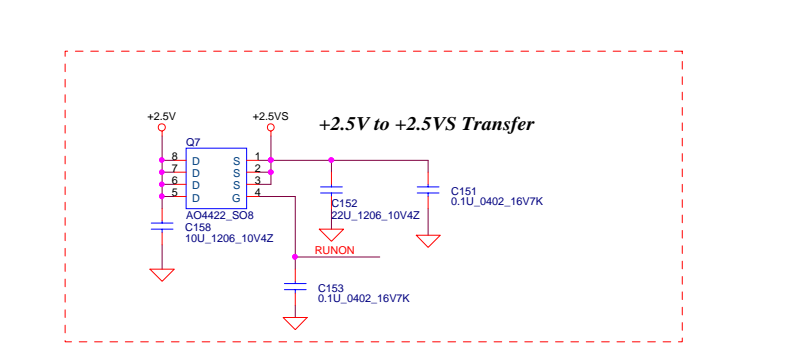 +2.5V
+2.5VS
+2.5V to +2.5VS Transfer
Q7
8 D S 1
7 D S 2
6 D S 3
5 D G 4
AO4422_SO8
C158
10U_1206_10V4Z
C152
22U_1206_10V4Z
C151
0.1U_0402_16V7K
RUNON
C153
0.1U_0402_16V7K